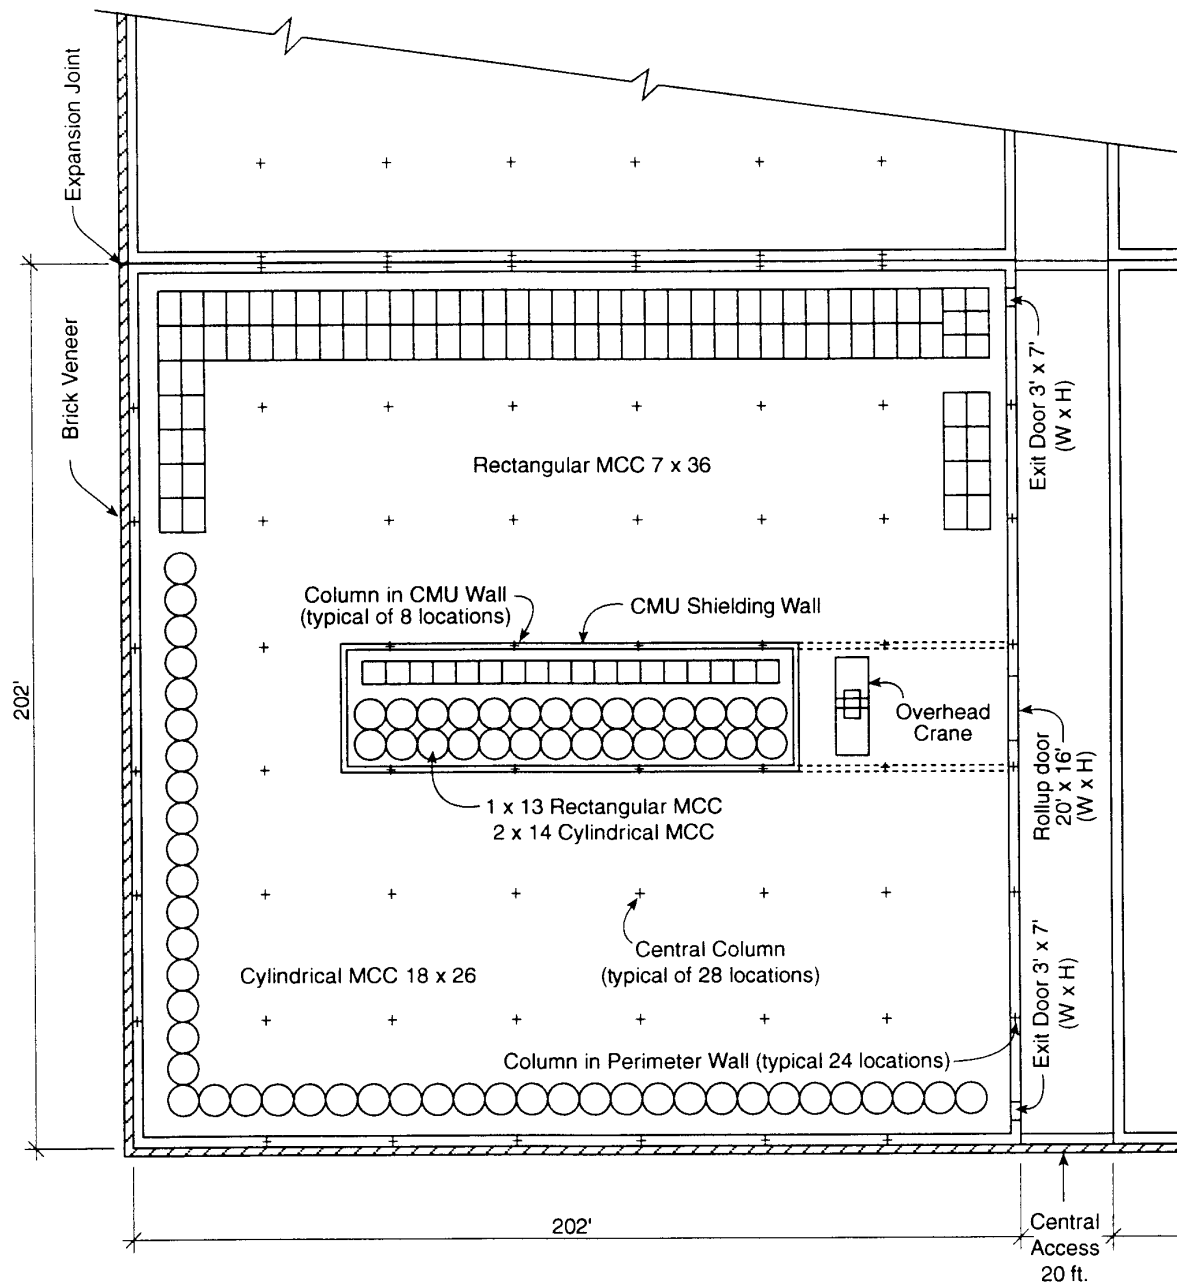 Expansion Joint
Brick Veneer
Exit Door 3' x 7'
(W x H)
Rectangular MCC 7 x 36
Column in CMU Wall
(typical of 8 locations)
CMU Shielding Wall
202'
Overhead
Crane
Rollup door
20' x 16'
(W x H)
1 x 13 Rectangular MCC
2 x 14 Cylindrical MCC
Central Column
(typical of 28 locations)
Cylindrical MCC 18 x 26
Exit Door 3' x 7'
(W x H)
Column in Perimeter Wall (typical 24 locations)
202'
Central
Access
20 ft.